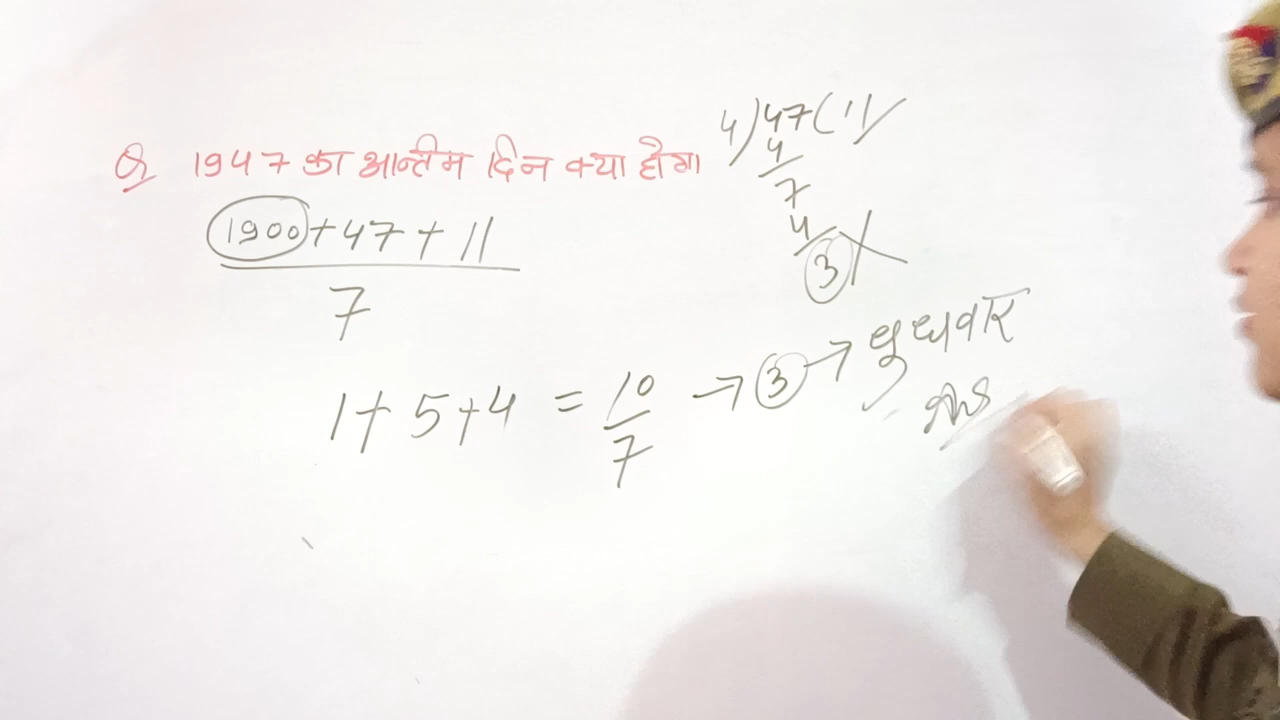 Q 1947 का आन्तीम दिन क्या होगा
1900 + 47 + 11
7
4) 47 ( 11
4
7
4
3
1 + 5 + 4 = 10/7 → 3 → बुधवार
Ans